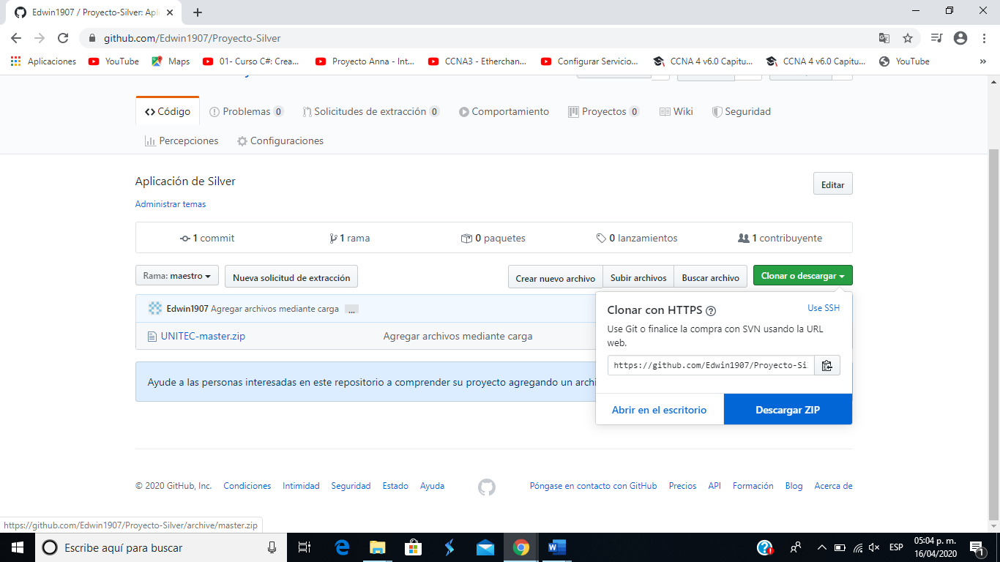 Edwin1907 / Proyecto-Silver: Apli
github.com/Edwin1907/Proyecto-Silver
Aplicaciones
YouTube
Maps
01- Curso C#: Crea...
Proyecto Anna - Int...
CCNA3 - Etherchan...
Configurar Servicio...
CCNA 4 v6.0 Capitu...
CCNA 4 v6.0 Capitu...
YouTube
»
Código
Problemas 0
Solicitudes de extracción 0
Comportamiento
Proyectos 0
Wiki
Seguridad
Percepciones
Configuraciones
Aplicación de Silver
Editar
Administrar temas
1 commit
1 rama
0 paquetes
0 lanzamientos
1 contribuyente
Rama: maestro
Nueva solicitud de extracción
Crear nuevo archivo
Subir archivos
Buscar archivo
Clonar o descargar
Edwin1907 Agregar archivos mediante carga ...
UNITEC-master.zip
Agregar archivos mediante carga
Clonar con HTTPS
Use SSH
Use Git o finalice la compra con SVN usando la URL
web.
https://github.com/Edwin1907/Proyecto-Si
Abrir en el escritorio
Descargar ZIP
Ayude a las personas interesadas en este repositorio a comprender su proyecto agregando un archi
© 2020 GitHub, Inc.
Condiciones
Intimidad
Seguridad
Estado
Ayuda
Póngase en contacto con GitHub
Precios
API
Formación
Blog
Acerca de
https://github.com/Edwin1907/Proyecto-Silver/archive/master.zip
Escribe aquí para buscar
ESP
05:04 p. m.
16/04/2020
1